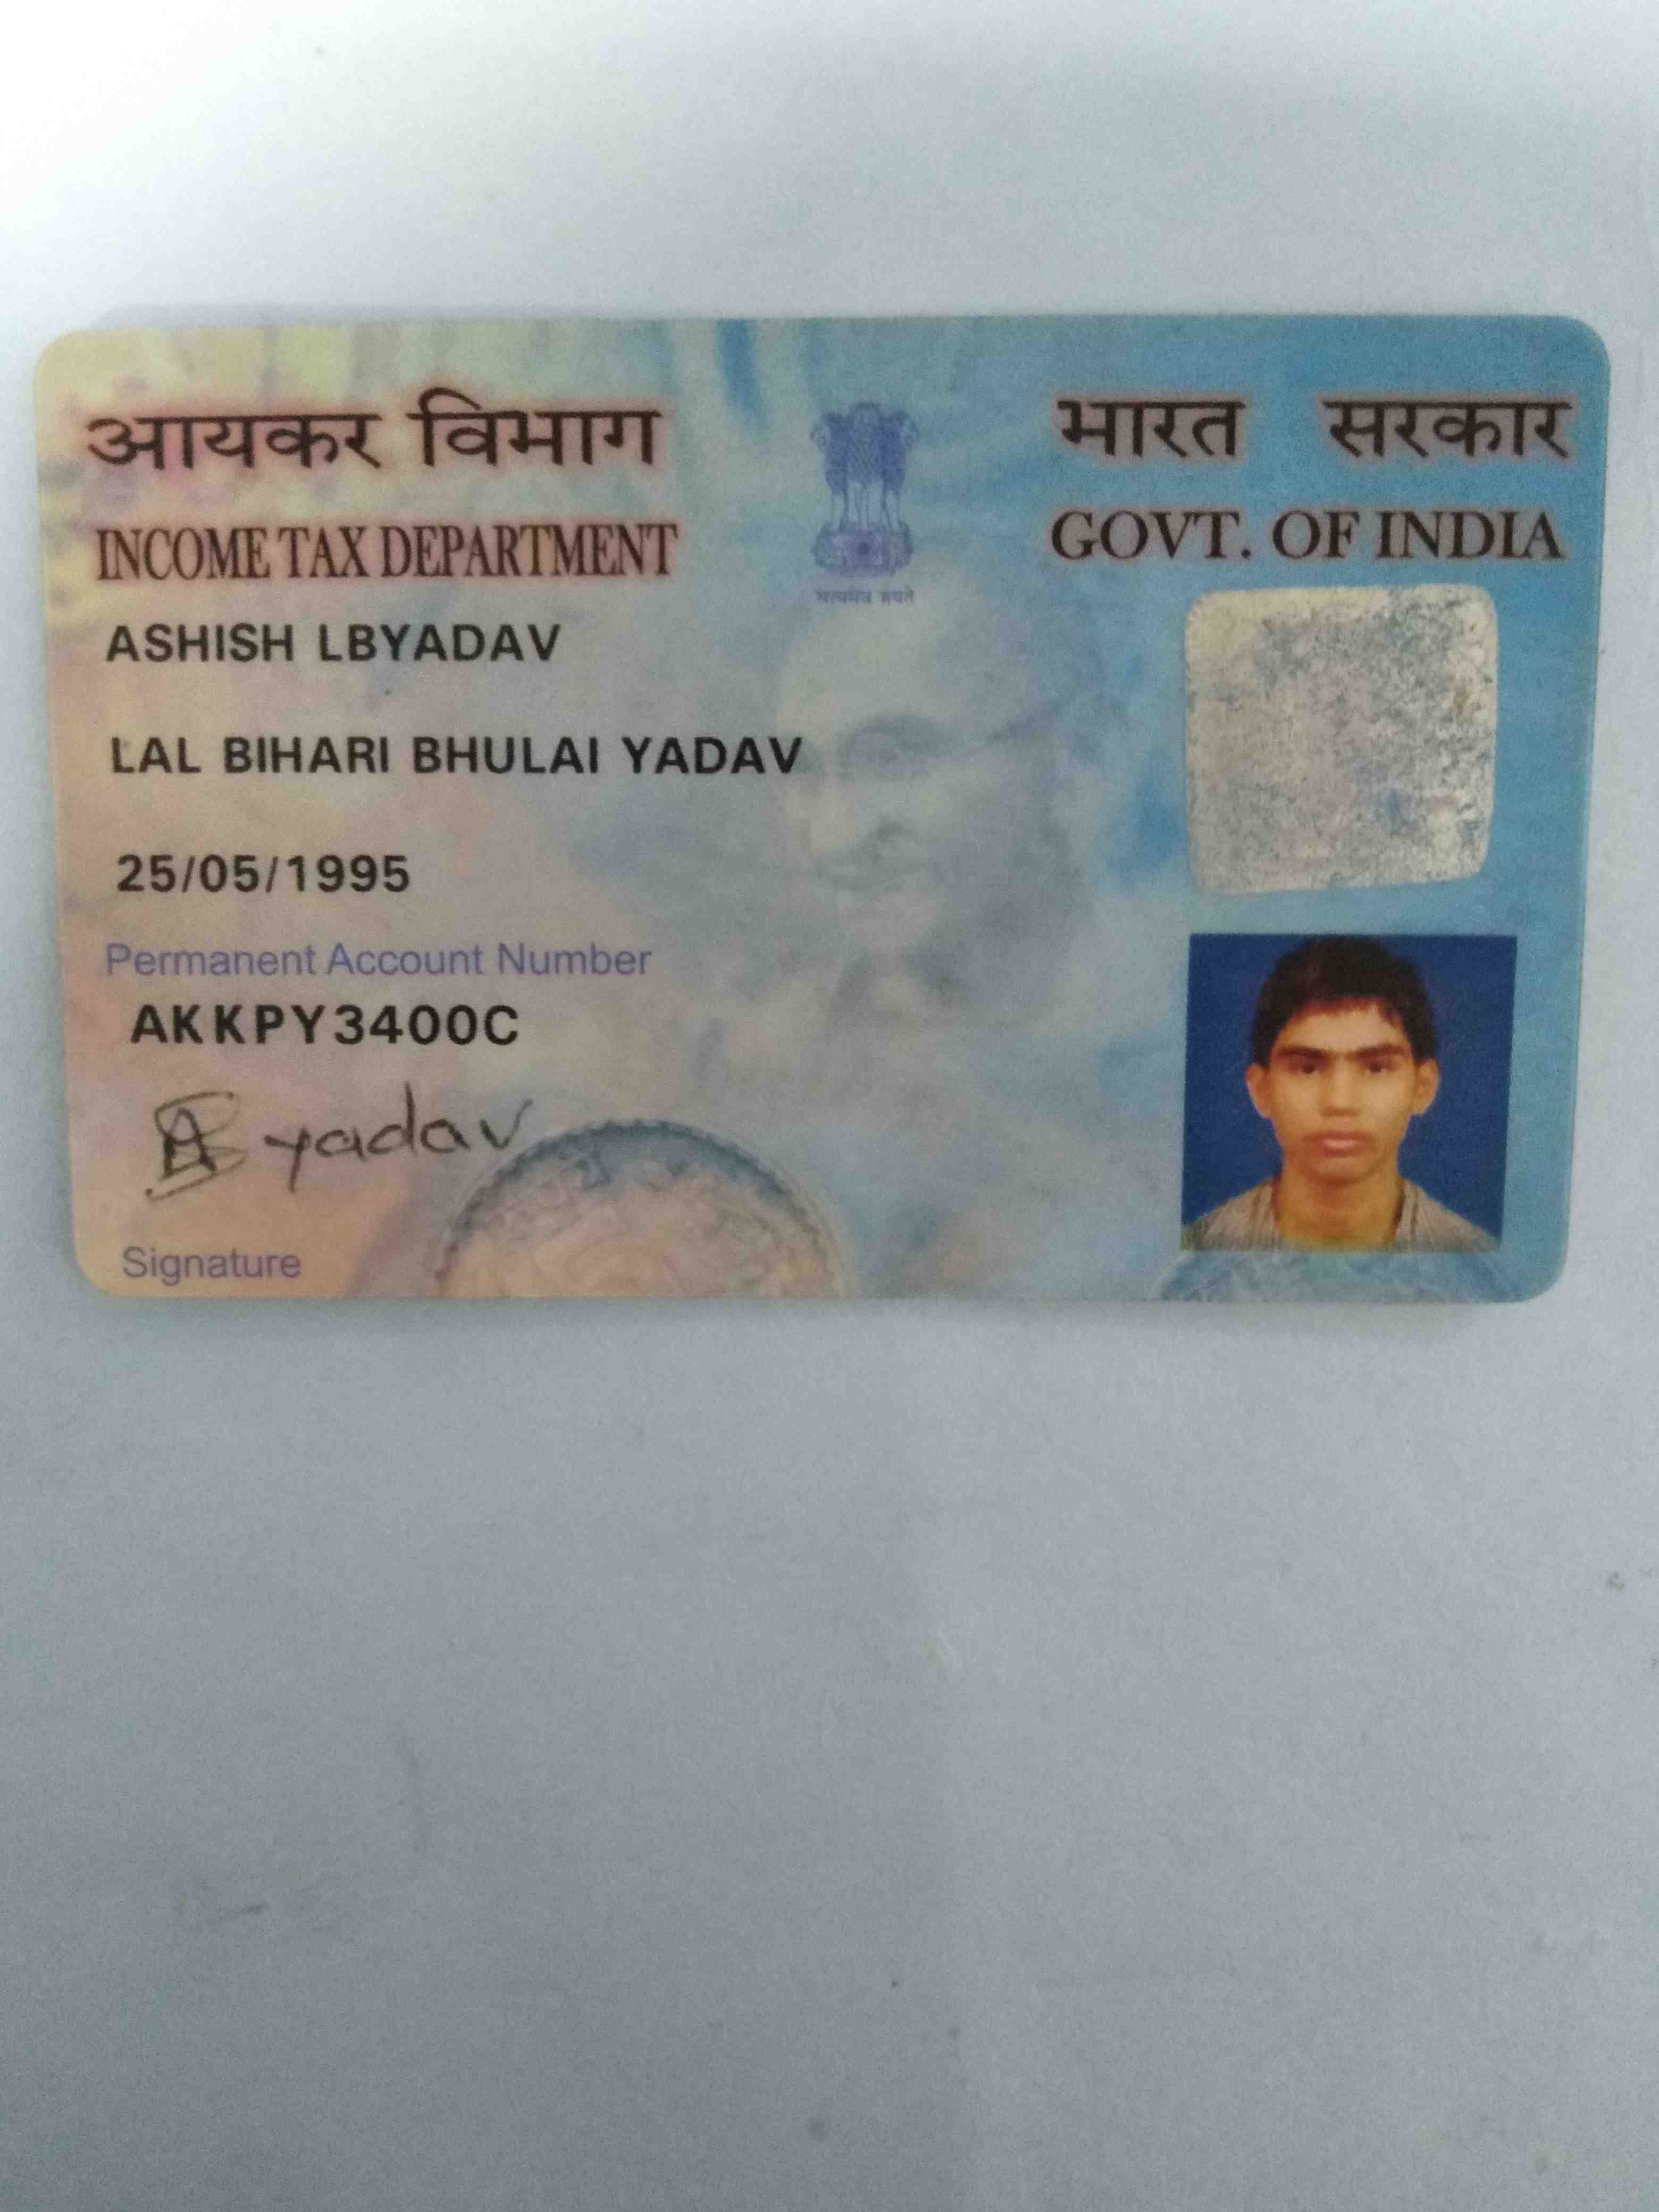 आयकर विभाग
भारत सरकार
INCOME TAX DEPARTMENT
GOVT. OF INDIA
सत्यमेव जयते
ASHISH LBYADAV
LAL BIHARI BHULAI YADAV
25/05/1995
Permanent Account Number
AKKPY3400C
yadav
Signature